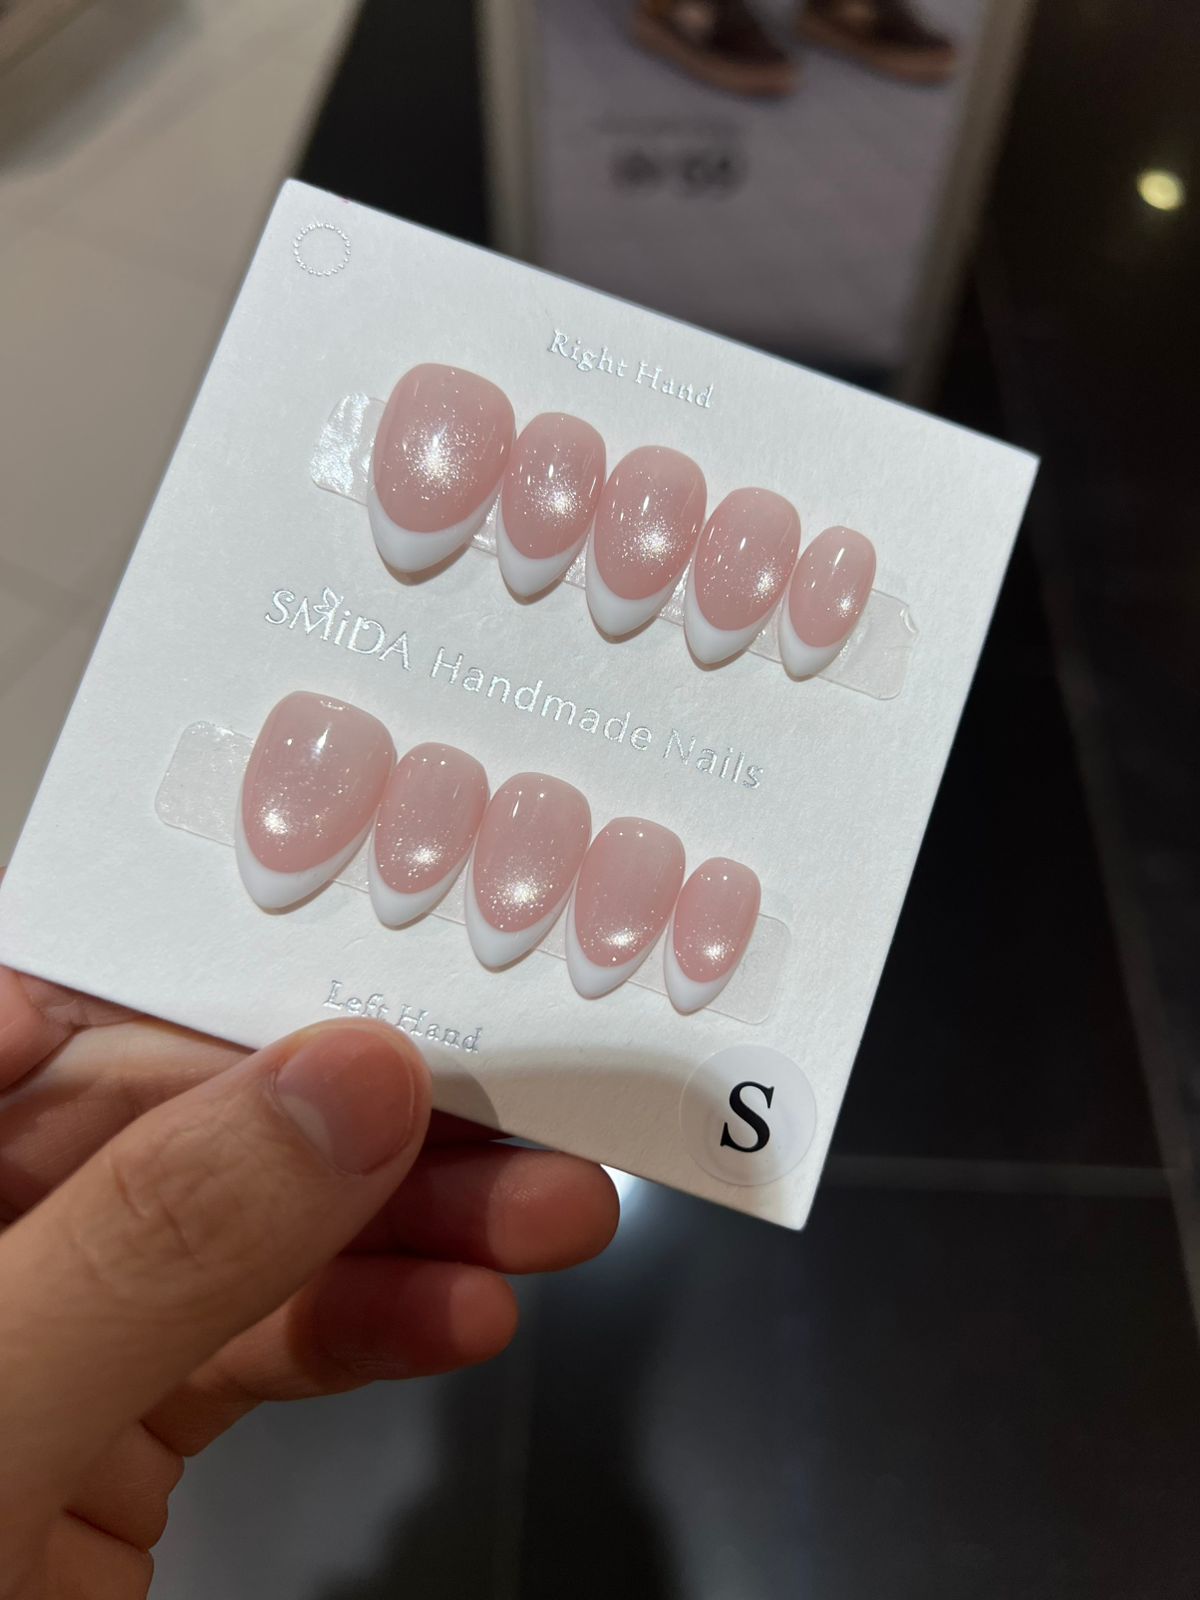 Right Hand
SMiDA Handmade Nails
Left Hand
S